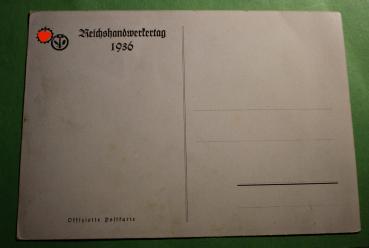 Reichshandwerkertag
1936
Offizielle Postkarte